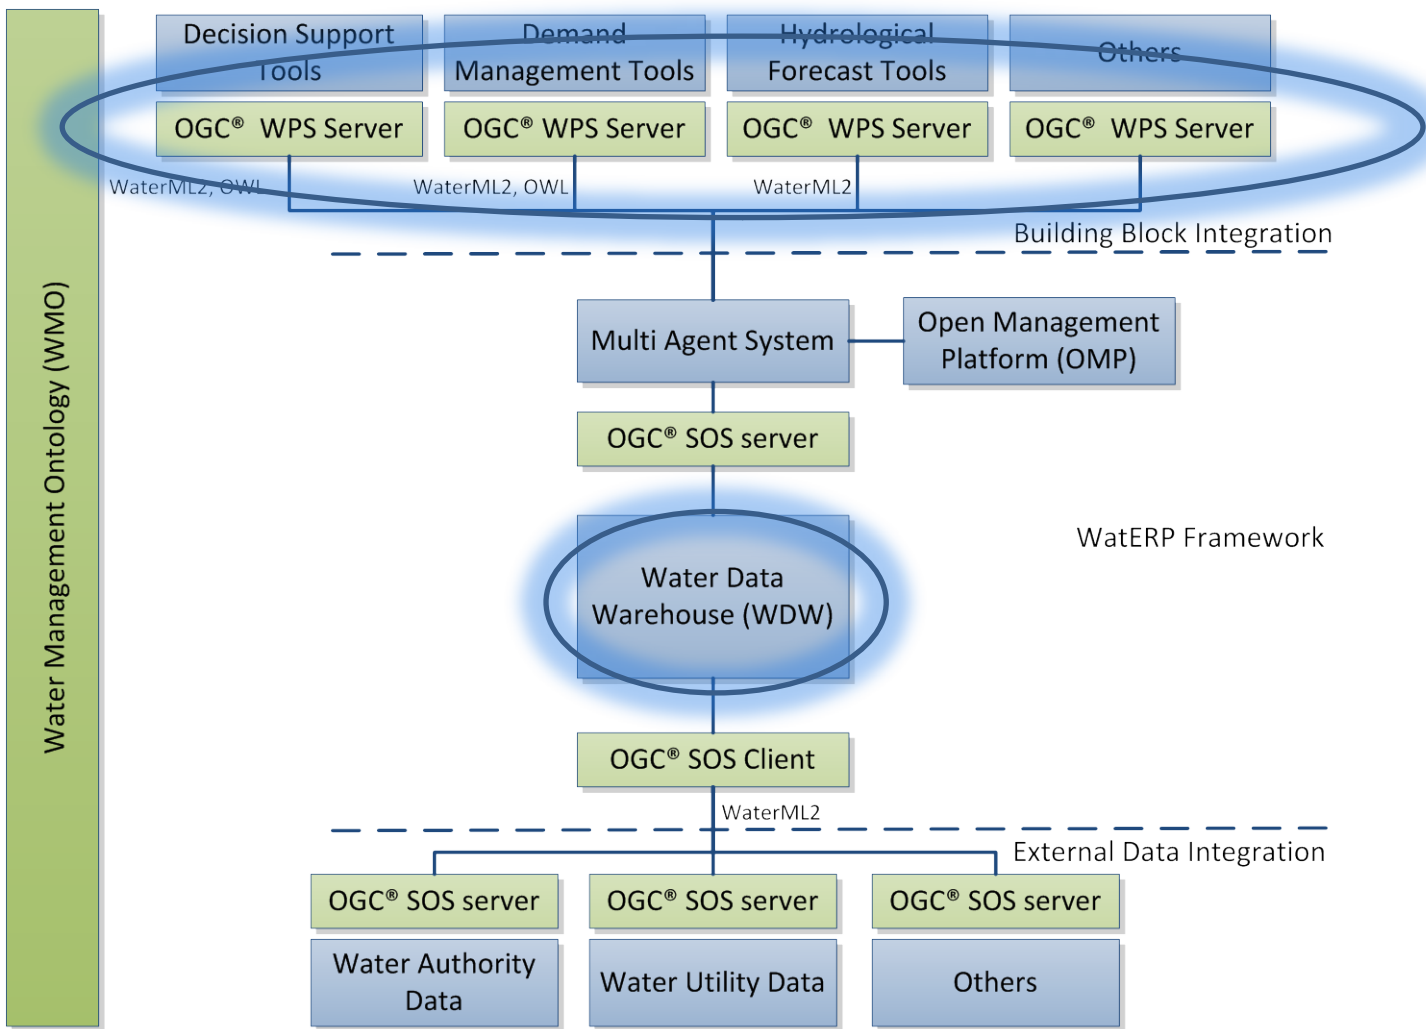 Decision Support
Tools
Demand
Management Tools
Hydrological
Forecast Tools
Others
OGC® WPS Server
OGC® WPS Server
OGC® WPS Server
OGC® WPS Server
WaterML2, OWL
WaterML2, OWL
WaterML2
Building Block Integration
Water Management Ontology (WMO)
Multi Agent System
Open Management
Platform (OMP)
OGC® SOS server
WatERP Framework
Water Data
Warehouse (WDW)
OGC® SOS Client
WaterML2
External Data Integration
OGC® SOS server
OGC® SOS server
OGC® SOS server
Water Authority
Data
Water Utility Data
Others